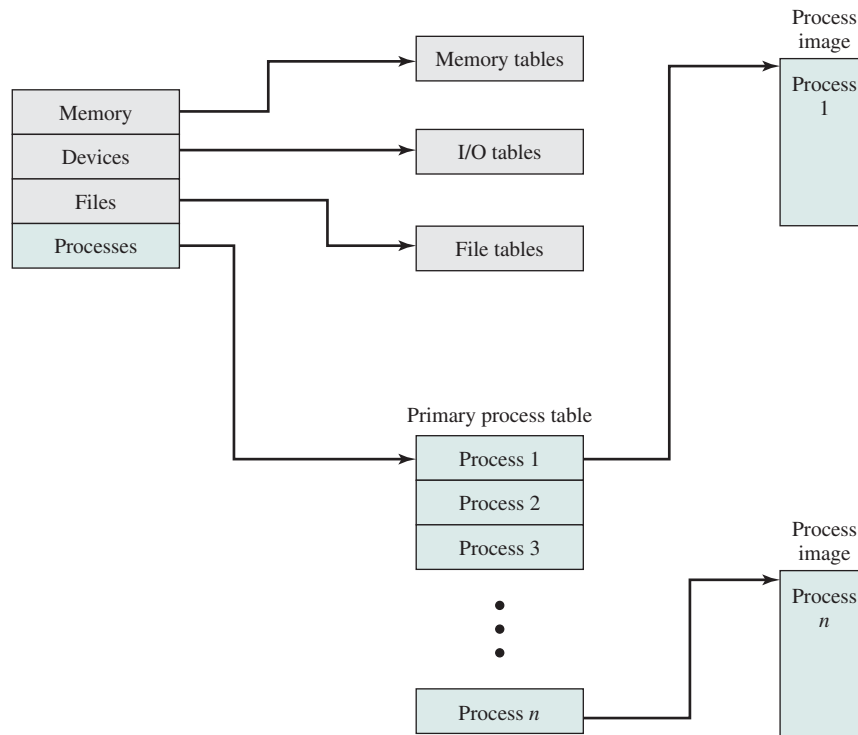 Memory
Devices
Files
Processes
Memory tables
I/O tables
File tables
Primary process table
Process 1
Process 2
Process 3
Process n
Process
image
Process
1
Process
image
Process
n